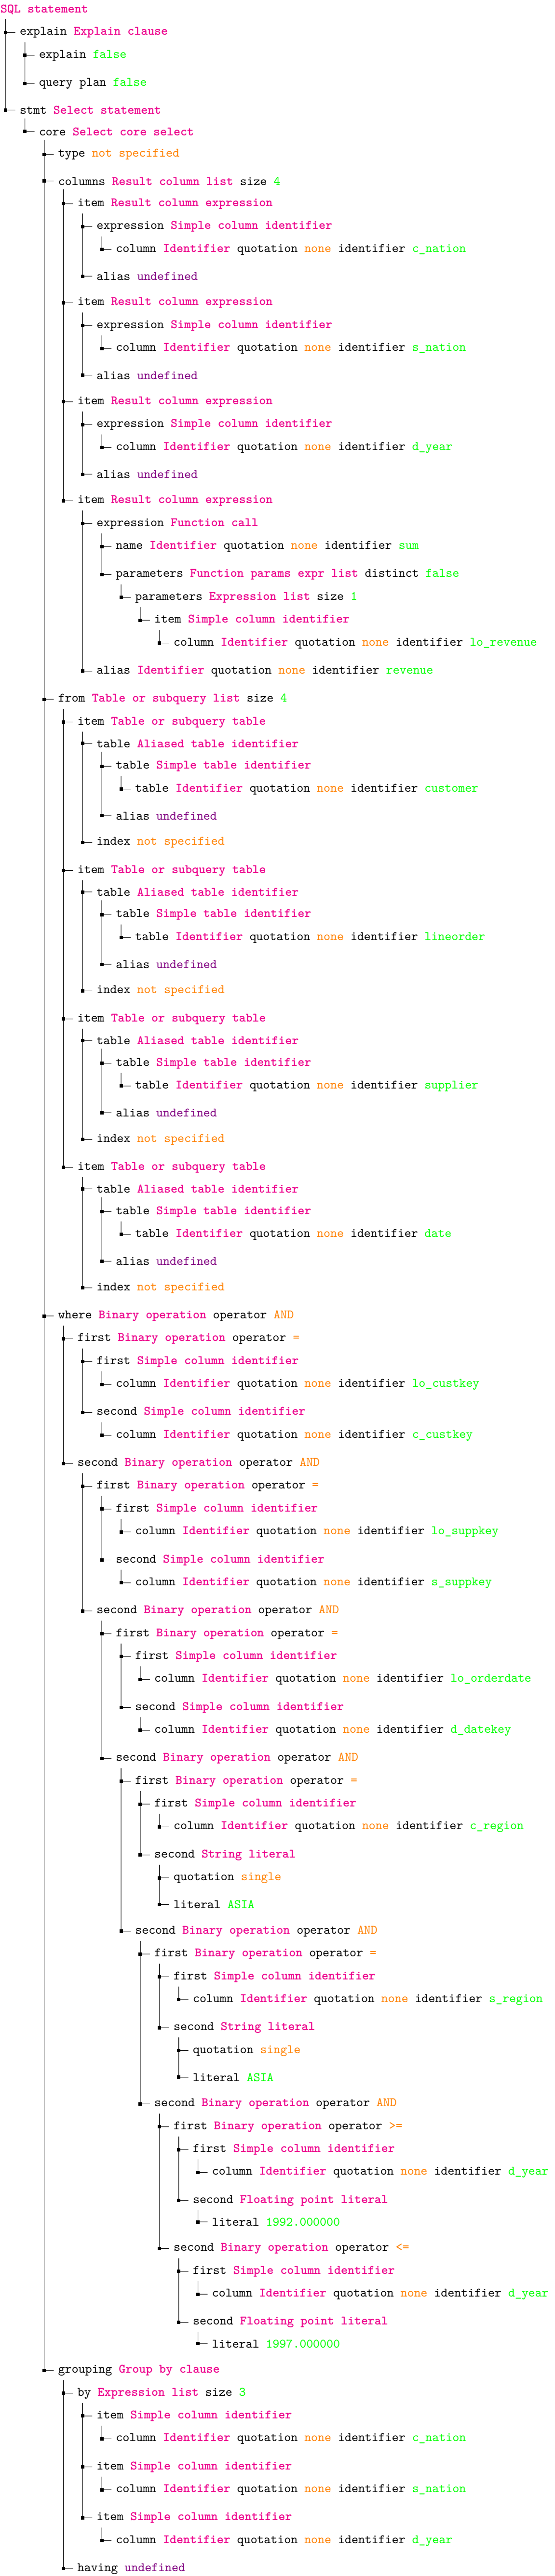 SQL statement
explain Explain clause
explain false
query plan false
stmt Select statement
core Select core select
type not specified
columns Result column list size 4
item Result column expression
expression Simple column identifier
column Identifier quotation none identifier c_nation
alias undefined
item Result column expression
expression Simple column identifier
column Identifier quotation none identifier s_nation
alias undefined
item Result column expression
expression Simple column identifier
column Identifier quotation none identifier d_year
alias undefined
item Result column expression
expression Function call
name Identifier quotation none identifier sum
parameters Function params expr list distinct false
parameters Expression list size 1
item Simple column identifier
column Identifier quotation none identifier lo_revenue
alias Identifier quotation none identifier revenue
from Table or subquery list size 4
item Table or subquery table
table Aliased table identifier
table Simple table identifier
table Identifier quotation none identifier customer
alias undefined
index not specified
item Table or subquery table
table Aliased table identifier
table Simple table identifier
table Identifier quotation none identifier lineorder
alias undefined
index not specified
item Table or subquery table
table Aliased table identifier
table Simple table identifier
table Identifier quotation none identifier supplier
alias undefined
index not specified
item Table or subquery table
table Aliased table identifier
table Simple table identifier
table Identifier quotation none identifier date
alias undefined
index not specified
where Binary operation operator AND
first Binary operation operator =
first Simple column identifier
column Identifier quotation none identifier lo_custkey
second Simple column identifier
column Identifier quotation none identifier c_custkey
second Binary operation operator AND
first Binary operation operator =
first Simple column identifier
column Identifier quotation none identifier lo_suppkey
second Simple column identifier
column Identifier quotation none identifier s_suppkey
second Binary operation operator AND
first Binary operation operator =
first Simple column identifier
column Identifier quotation none identifier lo_orderdate
second Simple column identifier
column Identifier quotation none identifier d_datekey
second Binary operation operator AND
first Binary operation operator =
first Simple column identifier
column Identifier quotation none identifier c_region
second String literal
quotation single
literal ASIA
second Binary operation operator AND
first Binary operation operator =
first Simple column identifier
column Identifier quotation none identifier s_region
second String literal
quotation single
literal ASIA
second Binary operation operator AND
first Binary operation operator >=
first Simple column identifier
column Identifier quotation none identifier d_year
second Floating point literal
literal 1992.000000
second Binary operation operator <=
first Simple column identifier
column Identifier quotation none identifier d_year
second Floating point literal
literal 1997.000000
grouping Group by clause
by Expression list size 3
item Simple column identifier
column Identifier quotation none identifier c_nation
item Simple column identifier
column Identifier quotation none identifier s_nation
item Simple column identifier
column Identifier quotation none identifier d_year
having undefined